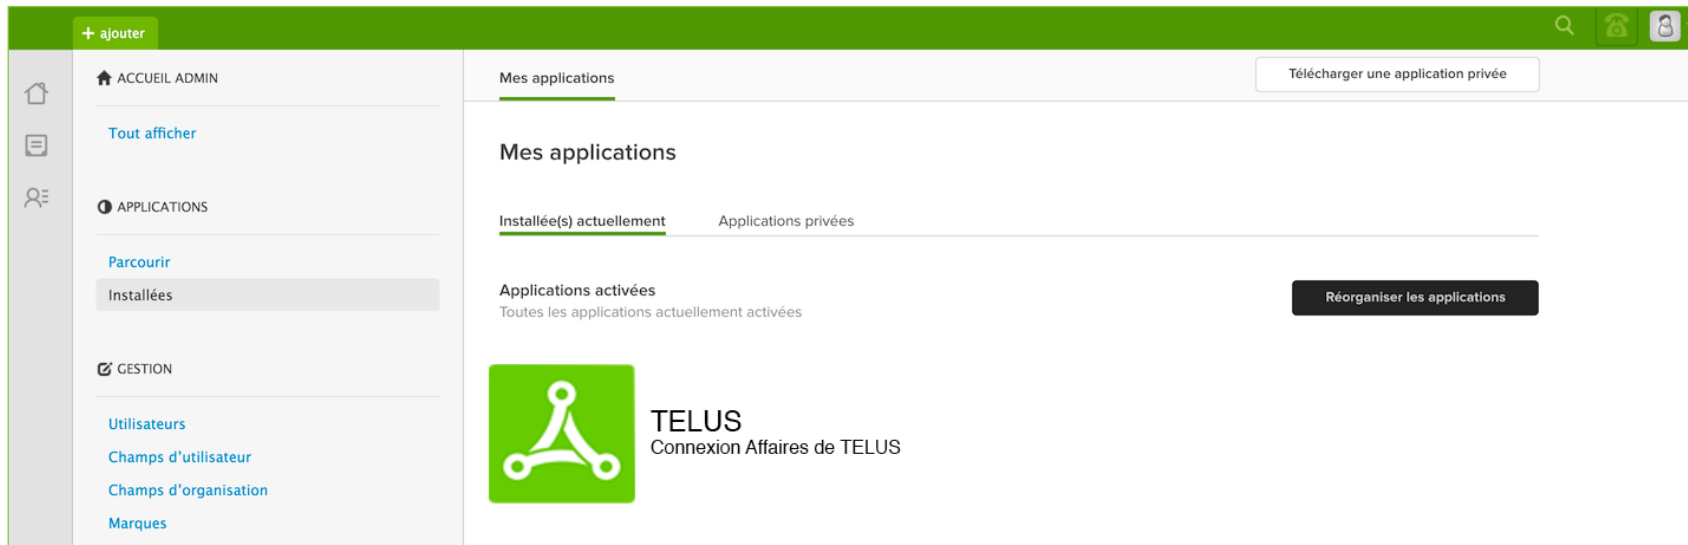 + ajouter
ACCUEIL ADMIN
Tout afficher
APPLICATIONS
Parcourir
Installées
GESTION
Utilisateurs
Champs d'utilisateur
Champs d'organisation
Marques
Mes applications
Télécharger une application privée
Mes applications
Installée(s) actuellement
Applications privées
Applications activées
Toutes les applications actuellement activées
Réorganiser les applications
TELUS
Connexion Affaires de TELUS